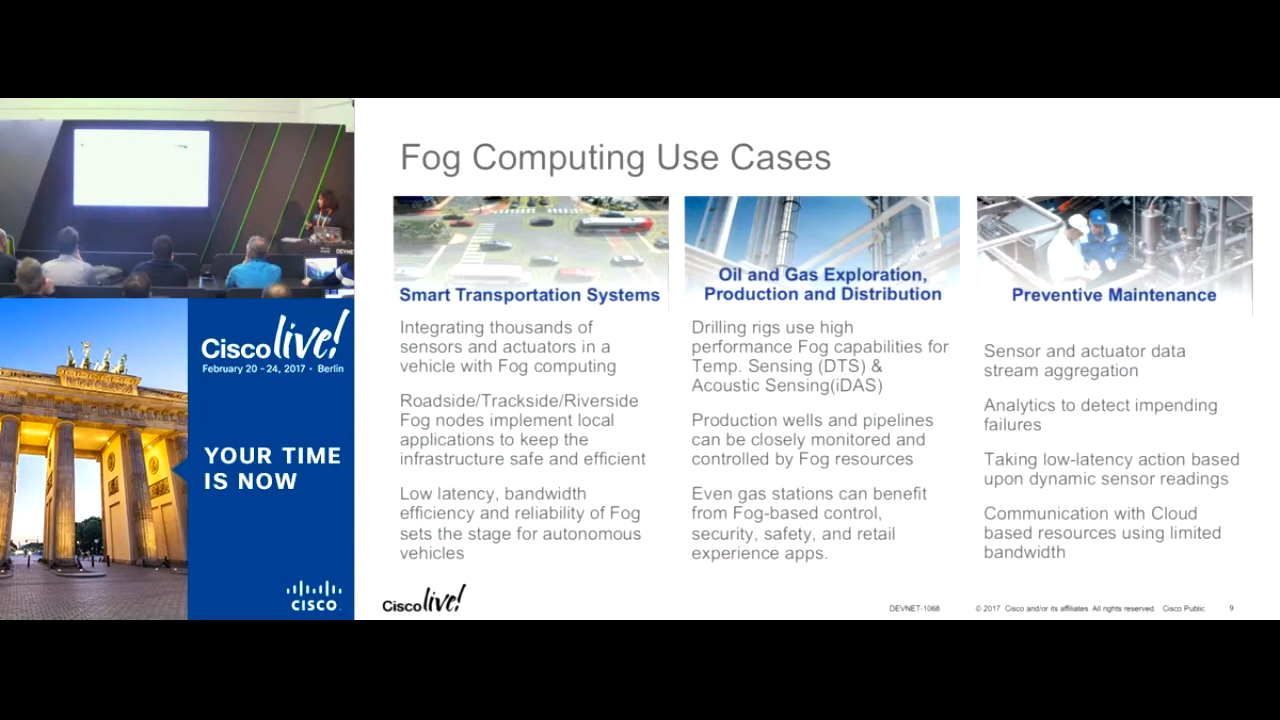 Cisco live!
February 20 - 24, 2017 • Berlin
YOUR TIME
IS NOW
CISCO
Fog Computing Use Cases
Smart Transportation Systems
Integrating thousands of
sensors and actuators in a
vehicle with Fog computing
Roadside/Trackside/Riverside
Fog nodes implement local
applications to keep the
infrastructure safe and efficient
Low latency, bandwidth
efficiency and reliability of Fog
sets the stage for autonomous
vehicles
Oil and Gas Exploration,
Production and Distribution
Drilling rigs use high
performance Fog capabilities for
Temp. Sensing (DTS) &
Acoustic Sensing(iDAS)
Production wells and pipelines
can be closely monitored and
controlled by Fog resources
Even gas stations can benefit
from Fog-based control,
security, safety, and retail
experience apps.
Preventive Maintenance
Sensor and actuator data
stream aggregation
Analytics to detect impending
failures
Taking low-latency action based
upon dynamic sensor readings
Communication with Cloud
based resources using limited
bandwidth
Cisco live!
DEVNET-1068 © 2017 Cisco and/or its affiliates. All rights reserved. Cisco Public 9